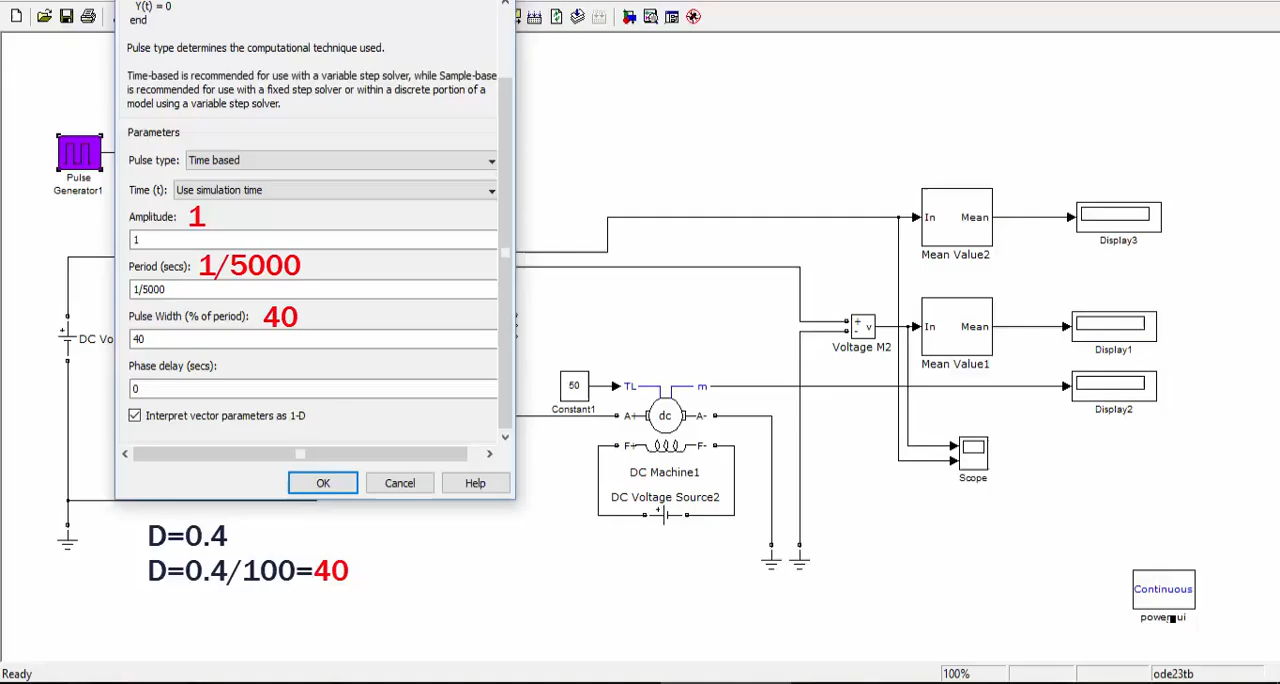 Y(t) = 0
end
Pulse type determines the computational technique used.
Time-based is recommended for use with a variable step solver, while Sample-base
is recommended for use with a fixed step solver or within a discrete portion of a
model using a variable step solver.
Parameters
Pulse type: Time based
Time (t): Use simulation time
Amplitude: 1
1
Period (secs): 1/5000
1/5000
Pulse Width (% of period): 40
40
Phase delay (secs):
0
Interpret vector parameters as 1-D
OK Cancel Help
Pulse
Generator1
+
DC Vo
D=0.4
D=0.4/100=40
In Mean
Mean Value2
Display3
+
-
v
Voltage M2
In Mean
Mean Value1
Display1
Display2
50
Constant1
TL m
A+ dc A-
F+ F-
DC Machine1
DC Voltage Source2
+
Scope
Continuous
powergui
Ready 100% ode23tb